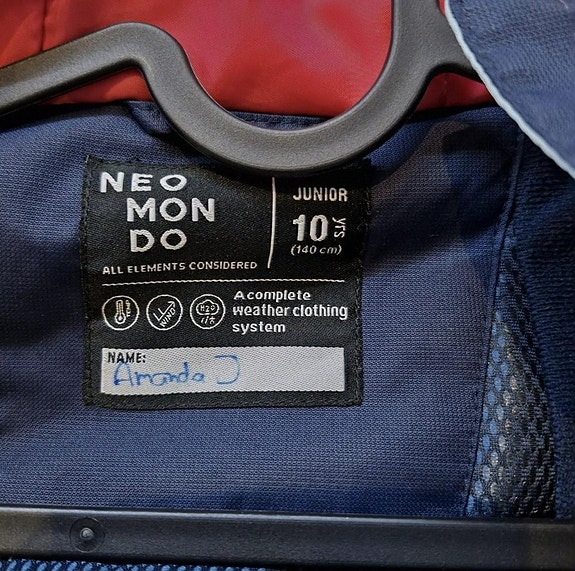 NEO
MON
DO
ALL ELEMENTS CONSIDERED
JUNIOR
10 yrs
(140 cm)
A complete
weather clothing
system
NAME:
Amanda J